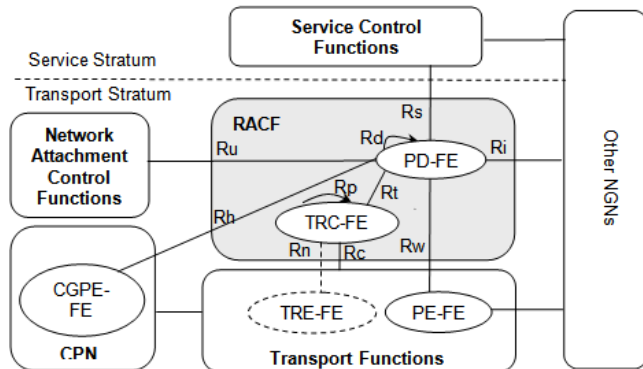 Service Control
Functions
Service Stratum
Transport Stratum
Rs
RACF
Rd
Network
Attachment
Control
Functions
Ru
PD-FE
Ri
Other NGNs
Rp
Rt
Rh
TRC-FE
Rn
Rc
Rw
CGPE-
FE
TRE-FE
PE-FE
CPN
Transport Functions